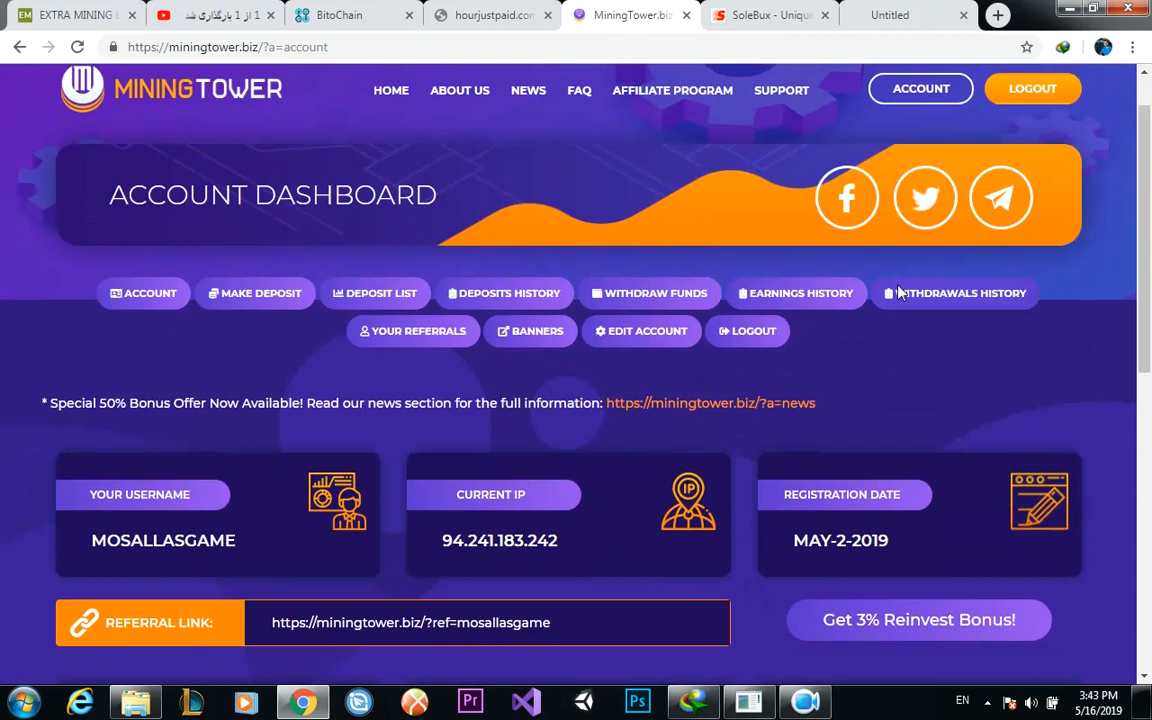 EXTRA MINING L
1 از 1 بارگذاری شد
BitoChain
hourjustpaid.com
MiningTower.biz
SoleBux - Unique
Untitled
https://miningtower.biz/?a=account
MININGTOWER
HOME
ABOUT US
NEWS
FAQ
AFFILIATE PROGRAM
SUPPORT
ACCOUNT
LOGOUT
ACCOUNT DASHBOARD
ACCOUNT
MAKE DEPOSIT
DEPOSIT LIST
DEPOSITS HISTORY
WITHDRAW FUNDS
EARNINGS HISTORY
WITHDRAWALS HISTORY
YOUR REFERRALS
BANNERS
EDIT ACCOUNT
LOGOUT
* Special 50% Bonus Offer Now Available! Read our news section for the full information: https://miningtower.biz/?a=news
YOUR USERNAME
MOSALLASGAME
CURRENT IP
94.241.183.242
REGISTRATION DATE
MAY-2-2019
REFERRAL LINK:
https://miningtower.biz/?ref=mosallasgame
Get 3% Reinvest Bonus!
EN
3:43 PM
5/16/2019